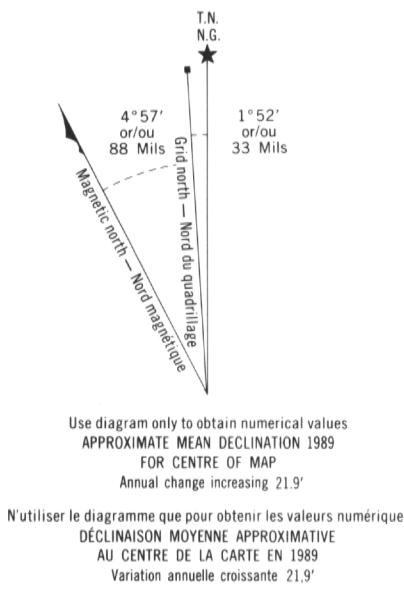 T.N.
N.G.
4°57'
or/ou
88 Mils
1°52'
or/ou
33 Mils
Grid north — Nord du quadrillage
Magnetic north — Nord magnétique
Use diagram only to obtain numerical values
APPROXIMATE MEAN DECLINATION 1989
FOR CENTRE OF MAP
Annual change increasing 21.9'
N'utiliser le diagramme que pour obtenir les valeurs numérique
DÉCLINAISON MOYENNE APPROXIMATIVE
AU CENTRE DE LA CARTE EN 1989
Variation annuelle croissante 21,9'